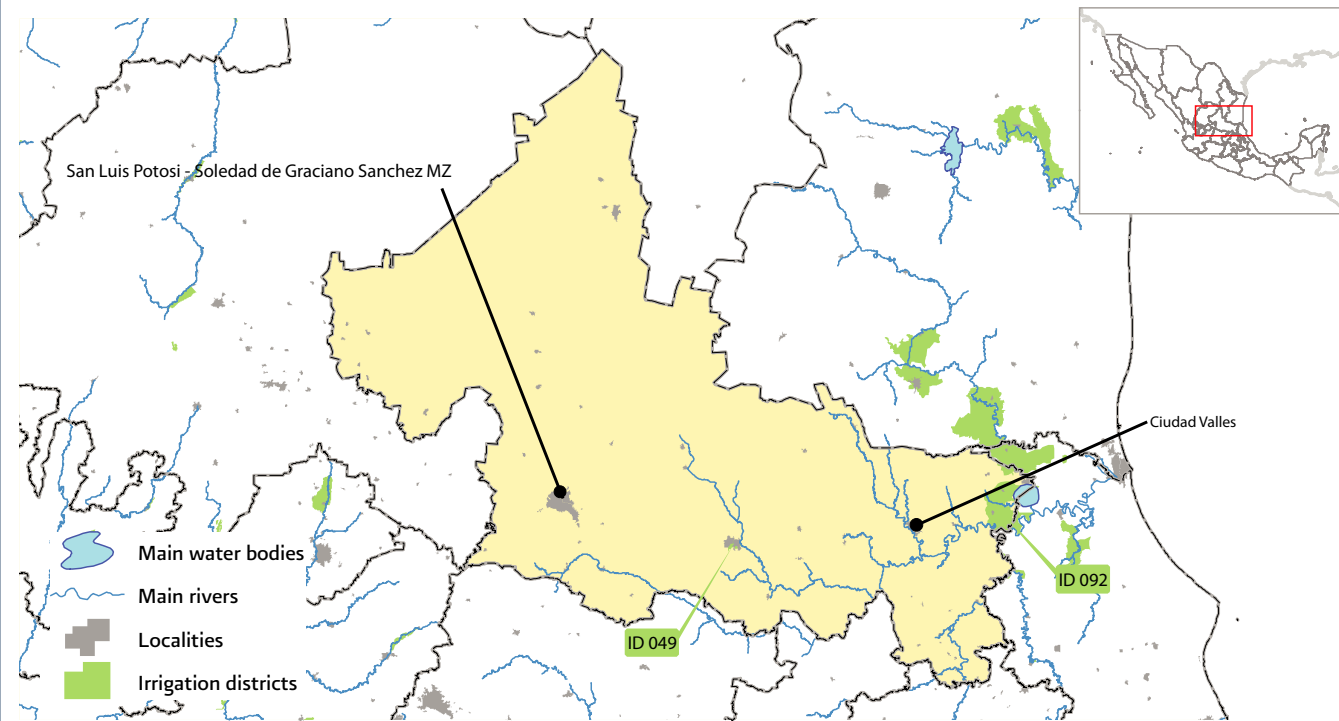 San Luis Potosi - Soledad de Graciano Sanchez MZ
Ciudad Valles
ID 092
ID 049
Main water bodies
Main rivers
Localities
Irrigation districts